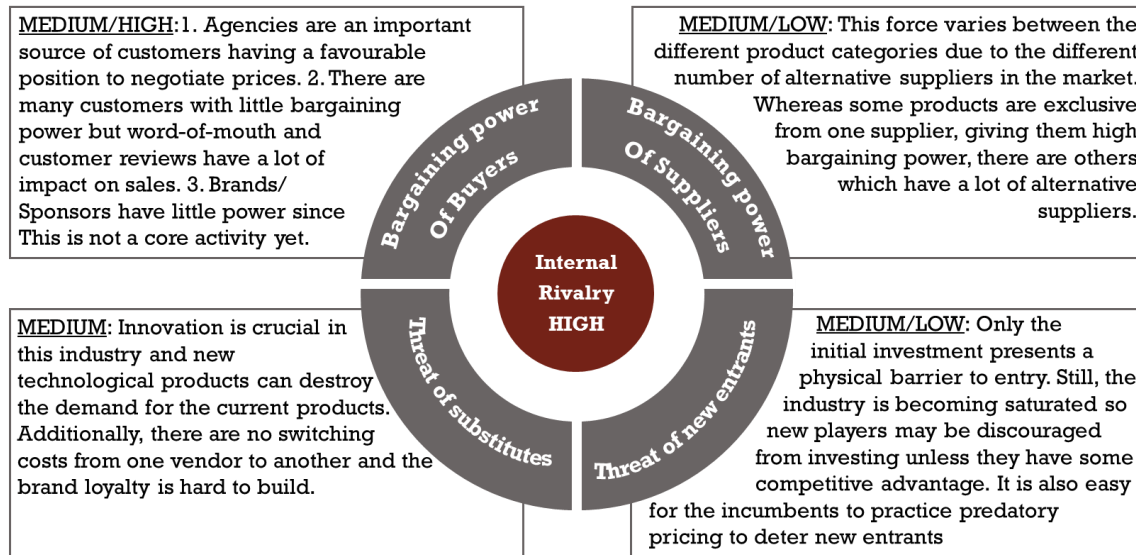 MEDIUM/HIGH:1. Agencies are an important
source of customers having a favourable
position to negotiate prices. 2. There are
many customers with little bargaining
power but word-of-mouth and
customer reviews have a lot of
impact on sales. 3. Brands/
Sponsors have little power since
This is not a core activity yet.
MEDIUM/LOW: This force varies between the
different product categories due to the different
number of alternative suppliers in the market.
Whereas some products are exclusive
from one supplier, giving them high
bargaining power, there are others
which have a lot of alternative
suppliers.
Bargaining power
Of Buyers
Bargaining power
Of Suppliers
Internal
Rivalry
HIGH
Threat of substitutes
Threat of new entrants
MEDIUM: Innovation is crucial in
this industry and new
technological products can destroy
the demand for the current products.
Additionally, there are no switching
costs from one vendor to another and the
brand loyalty is hard to build.
MEDIUM/LOW: Only the
initial investment presents a
physical barrier to entry. Still, the
industry is becoming saturated so
new players may be discouraged
from investing unless they have some
competitive advantage. It is also easy
for the incumbents to practice predatory
pricing to deter new entrants